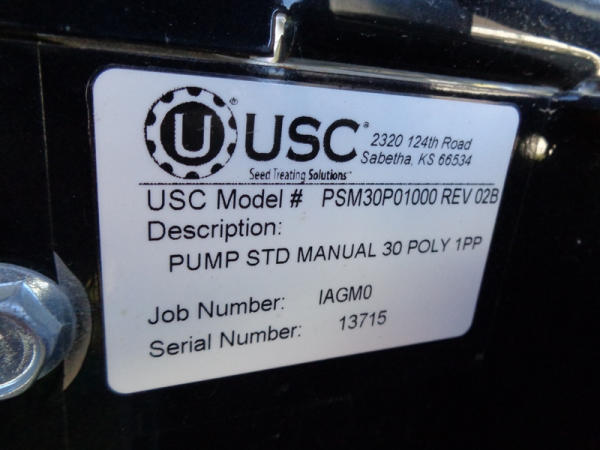 U USC® 2320 124th Road
Sabetha, KS 66534
Seed Treating Solutions™
USC Model # PSM30P01000 REV 02B
Description:
PUMP STD MANUAL 30 POLY 1PP
Job Number: IAGM0
Serial Number: 13715